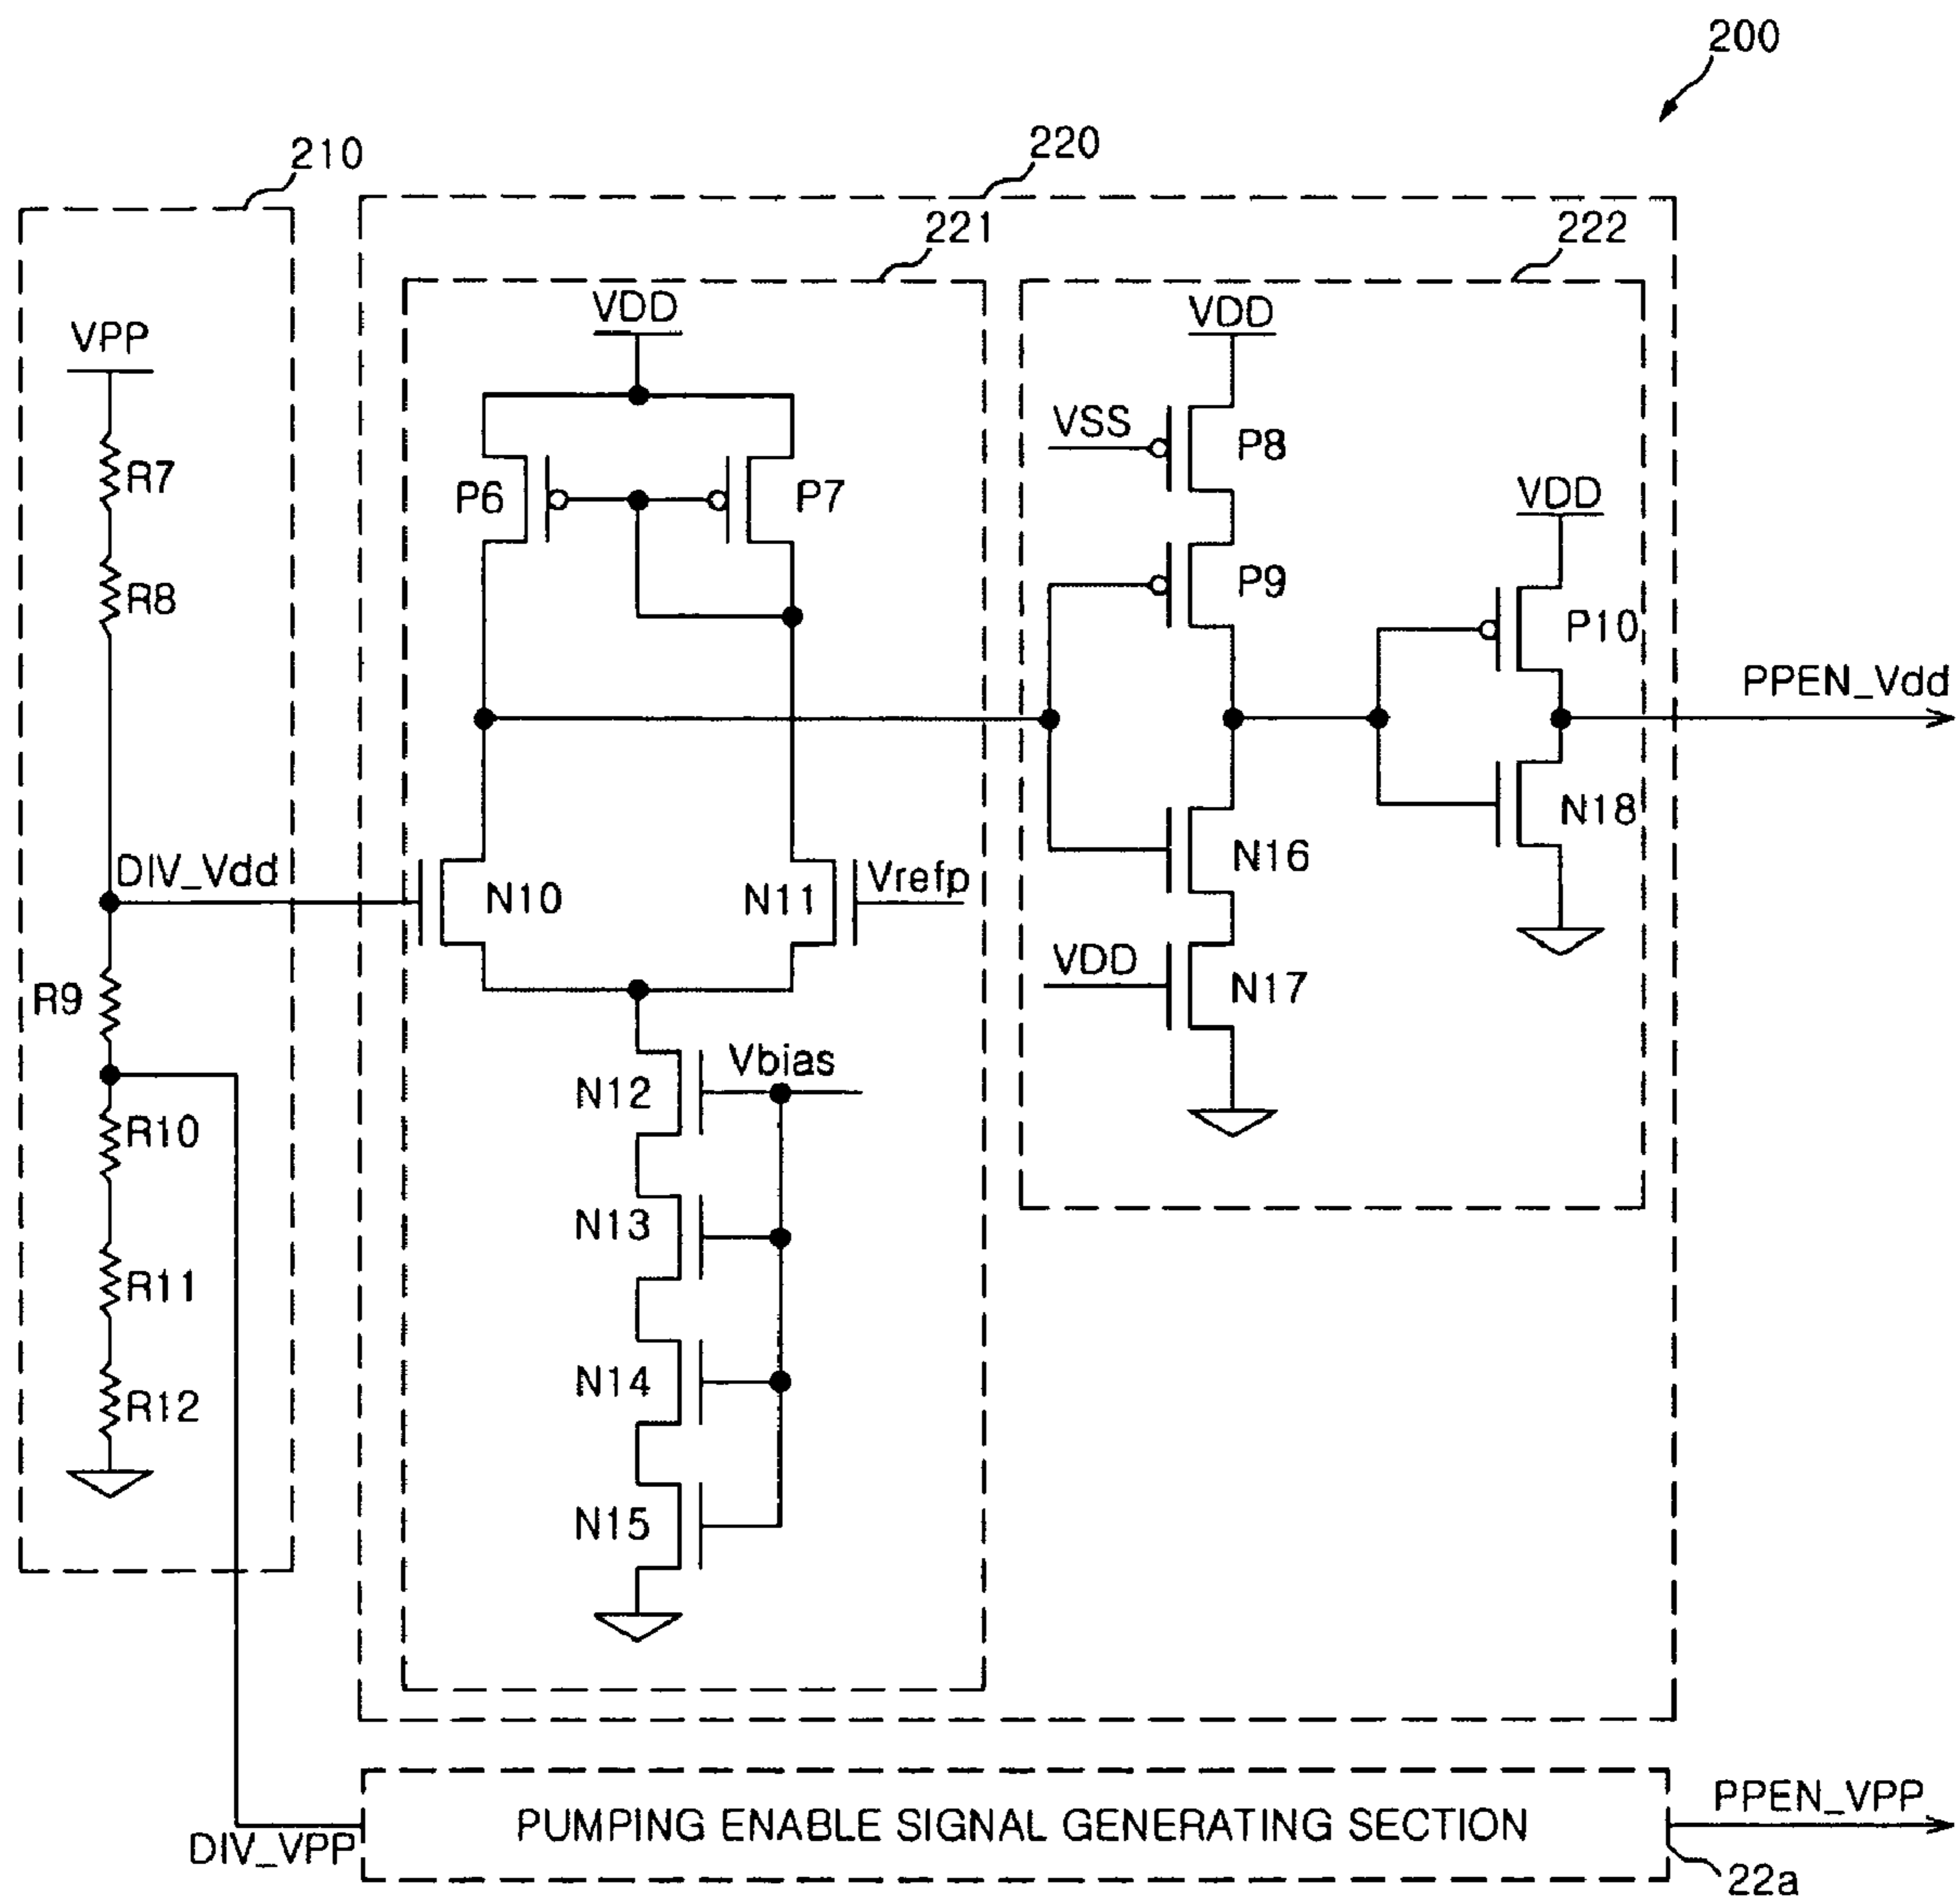 200
210
220
221
222
VPP
R7
R8
DIV_Vdd
R9
R10
R11
R12
VDD
P6
P7
N10
N11
Vrefp
Vbias
N12
N13
N14
N15
VDD
VSS
P8
P9
N16
VDD
N17
VDD
P10
N18
PPEN_Vdd
DIV_VPP
PUMPING ENABLE SIGNAL GENERATING SECTION
PPEN_VPP
22a